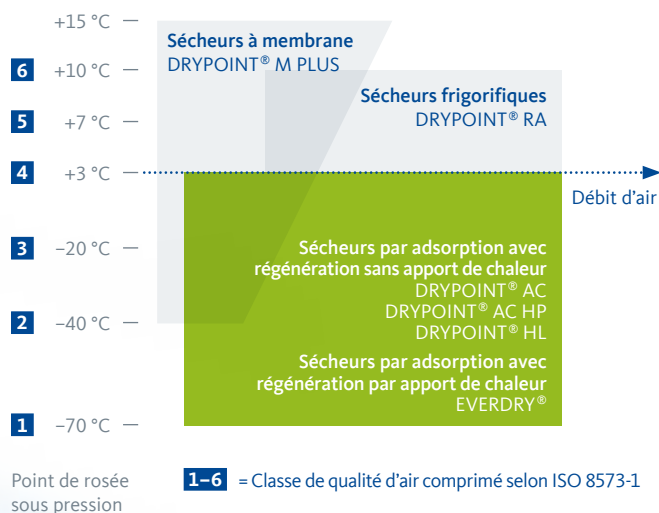 +15 °C
Sécheurs à membrane
DRYPOINT® M PLUS
6 +10 °C
Sécheurs frigorifiques
DRYPOINT® RA
5 +7 °C
4 +3 °C
Débit d'air
3 –20 °C
Sécheurs par adsorption avec
régénération sans apport de chaleur
DRYPOINT® AC
DRYPOINT® AC HP
DRYPOINT® HL
2 –40 °C
Sécheurs par adsorption avec
régénération par apport de chaleur
EVERDRY®
1 –70 °C
Point de rosée
sous pression
1–6 = Classe de qualité d'air comprimé selon ISO 8573-1